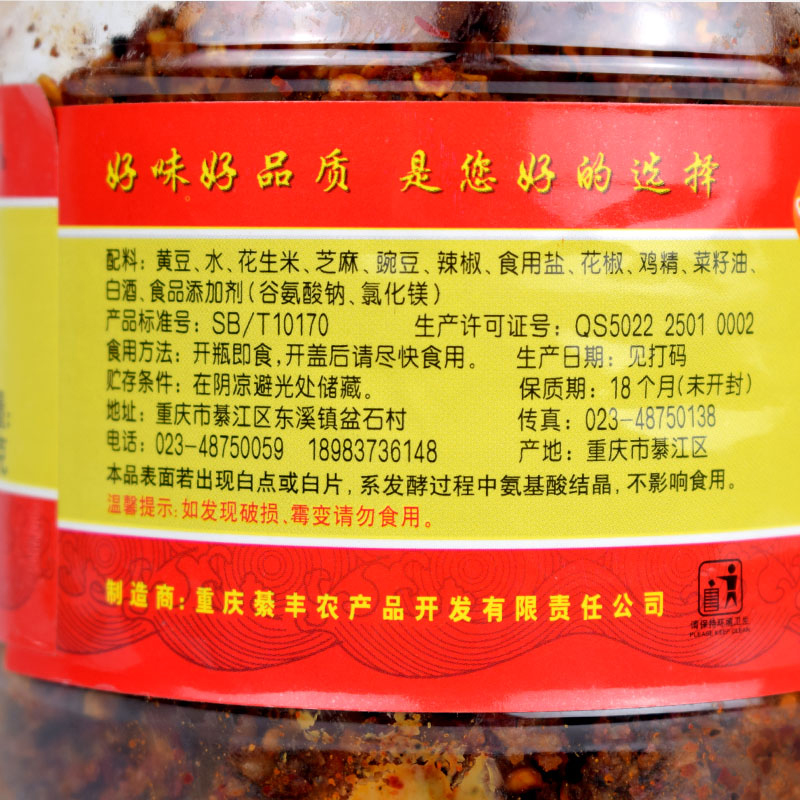 好味好品质 是您好的选择
配料：黄豆、水、花生米、芝麻、豌豆、辣椒、食用盐、花椒、鸡精、菜籽油、
白酒、食品添加剂（谷氨酸钠、氯化镁）
产品标准号：SB/T10170 生产许可证号：QS5022 2501 0002
食用方法：开瓶即食，开盖后请尽快食用。 生产日期：见打码
贮存条件：在阴凉避光处储藏。 保质期：18个月(未开封)
地址：重庆市綦江区东溪镇盆石村 传真：023-48750138
电话：023-48750059 18983736148 产地：重庆市綦江区
本品表面若出现白点或白片，系发酵过程中氨基酸结晶，不影响食用。
温馨提示：如发现破损、霉变请勿食用。
制造商：重庆綦丰农产品开发有限责任公司
请保持环境卫生
PLEASE KEEP CLEAN